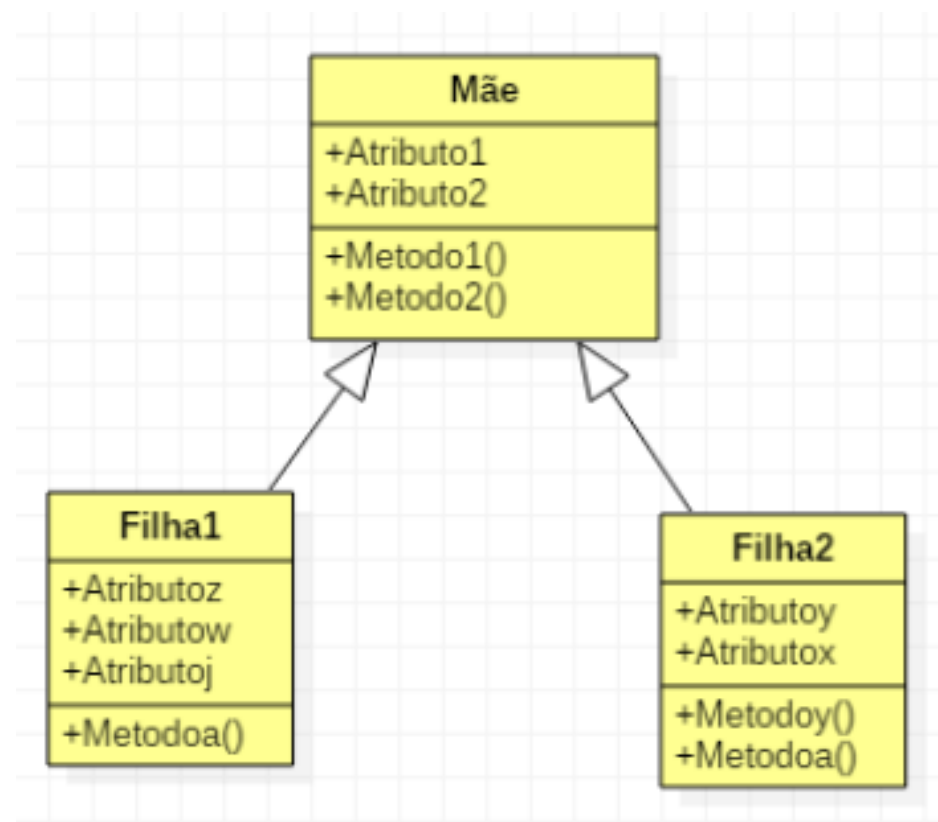 Mãe
+Atributo1
+Atributo2
+Metodo1()
+Metodo2()
Filha1
+Atributoz
+Atributow
+Atributoj
+Metodoa()
Filha2
+Atributoy
+Atributox
+Metodoy()
+Metodoa()